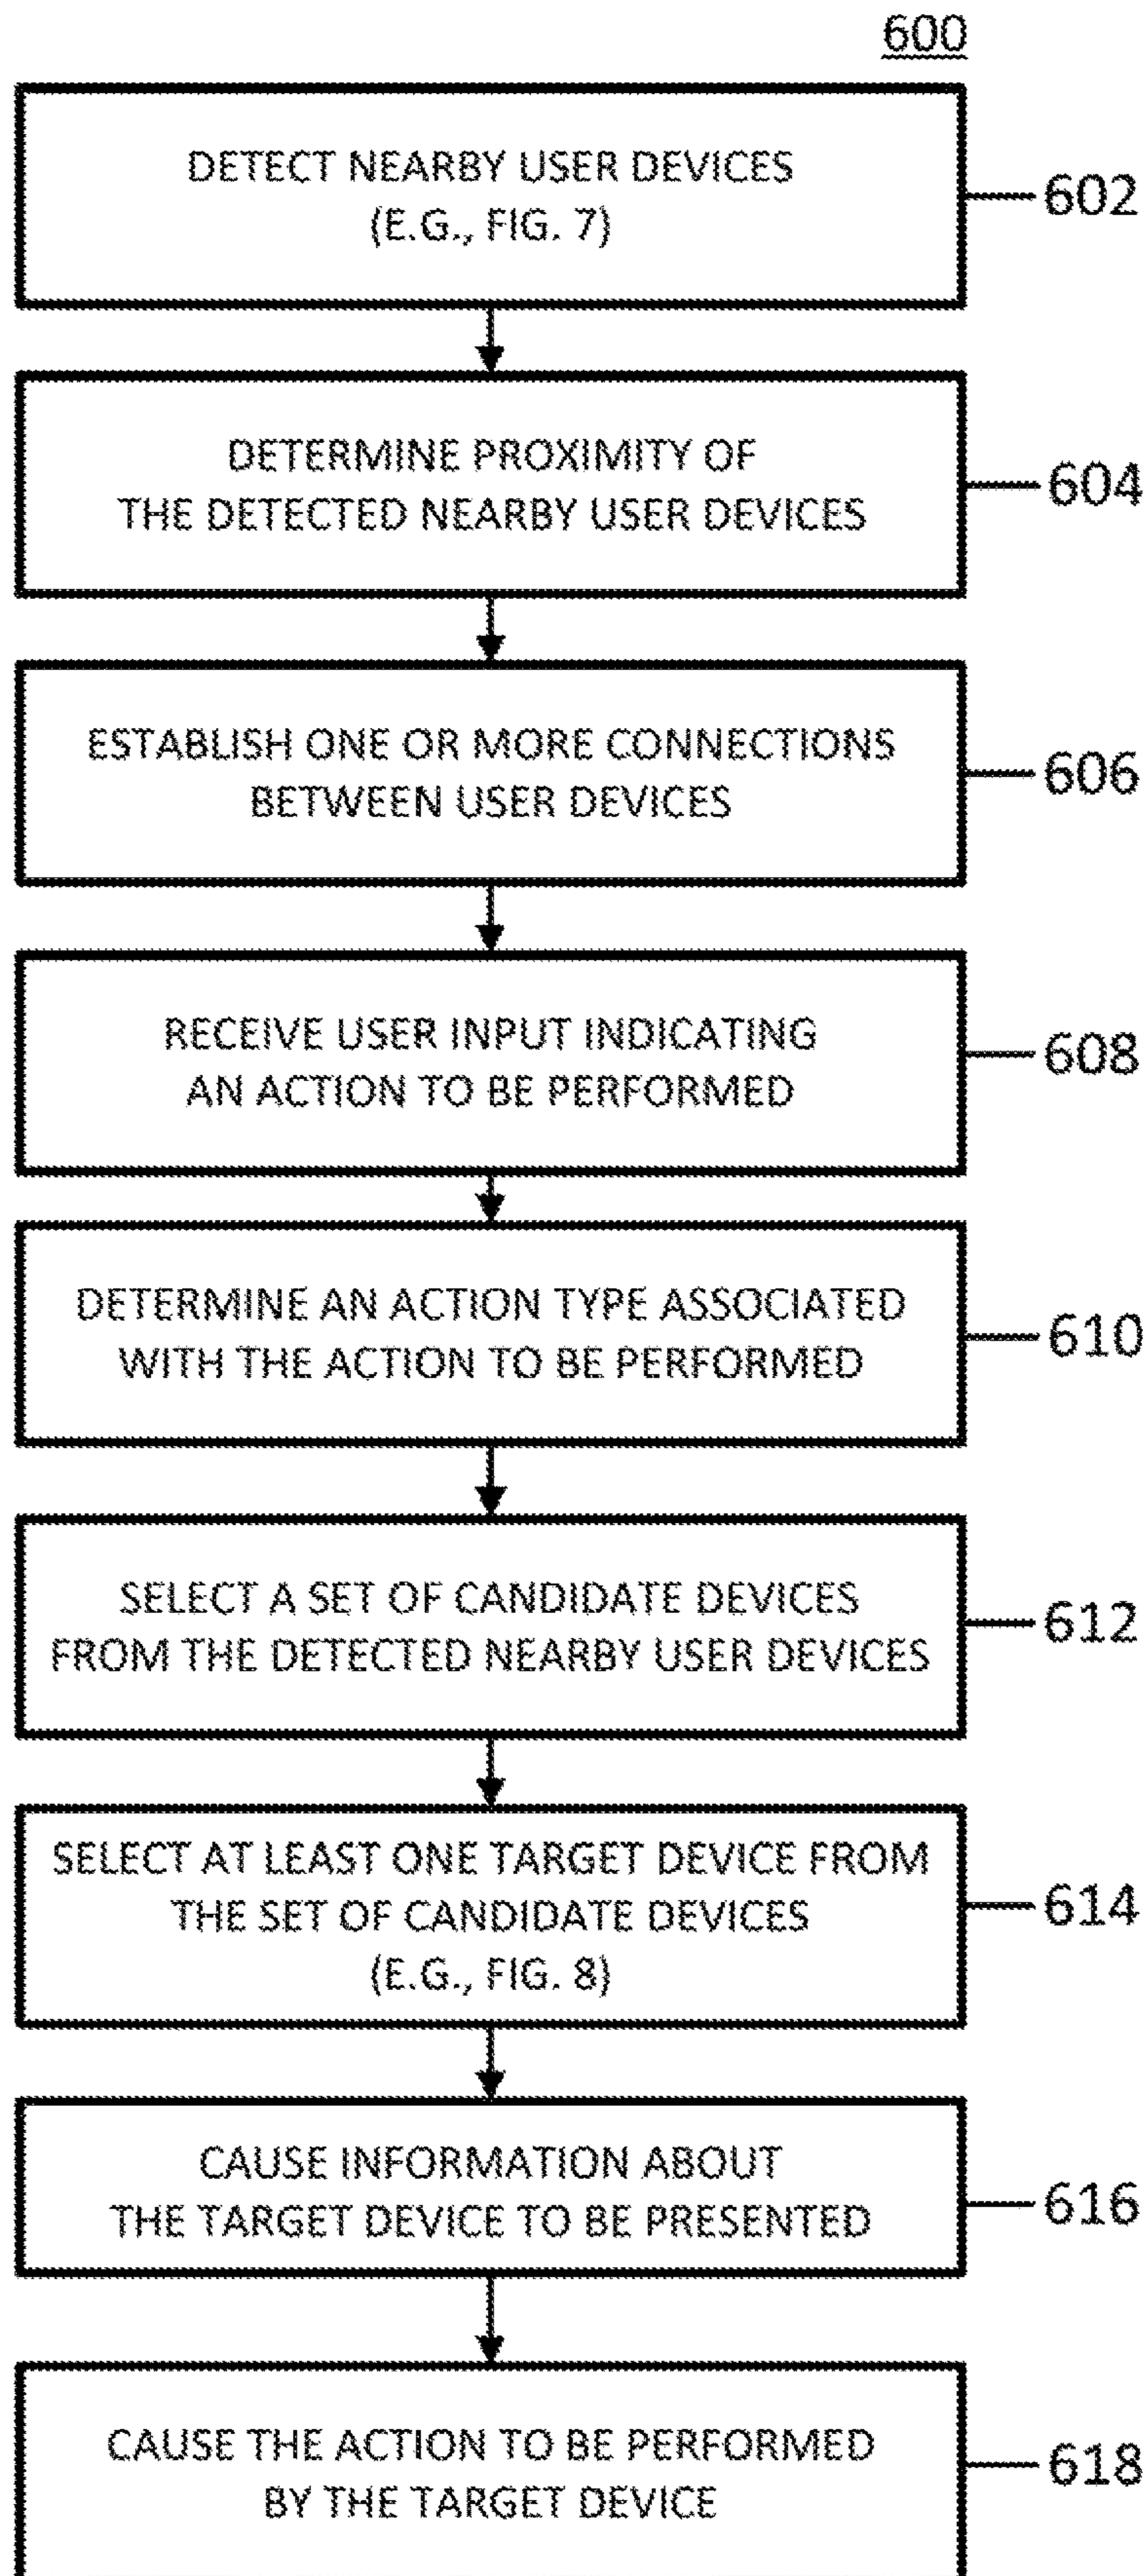 600
DETECT NEARBY USER DEVICES
(E.G., FIG. 7)
602
DETERMINE PROXIMITY OF
THE DETECTED NEARBY USER DEVICES
604
ESTABLISH ONE OR MORE CONNECTIONS
BETWEEN USER DEVICES
606
RECEIVE USER INPUT INDICATING
AN ACTION TO BE PERFORMED
608
DETERMINE AN ACTION TYPE ASSOCIATED
WITH THE ACTION TO BE PERFORMED
610
SELECT A SET OF CANDIDATE DEVICES
FROM THE DETECTED NEARBY USER DEVICES
612
SELECT AT LEAST ONE TARGET DEVICE FROM
THE SET OF CANDIDATE DEVICES
(E.G., FIG. 8)
614
CAUSE INFORMATION ABOUT
THE TARGET DEVICE TO BE PRESENTED
616
CAUSE THE ACTION TO BE PERFORMED
BY THE TARGET DEVICE
618